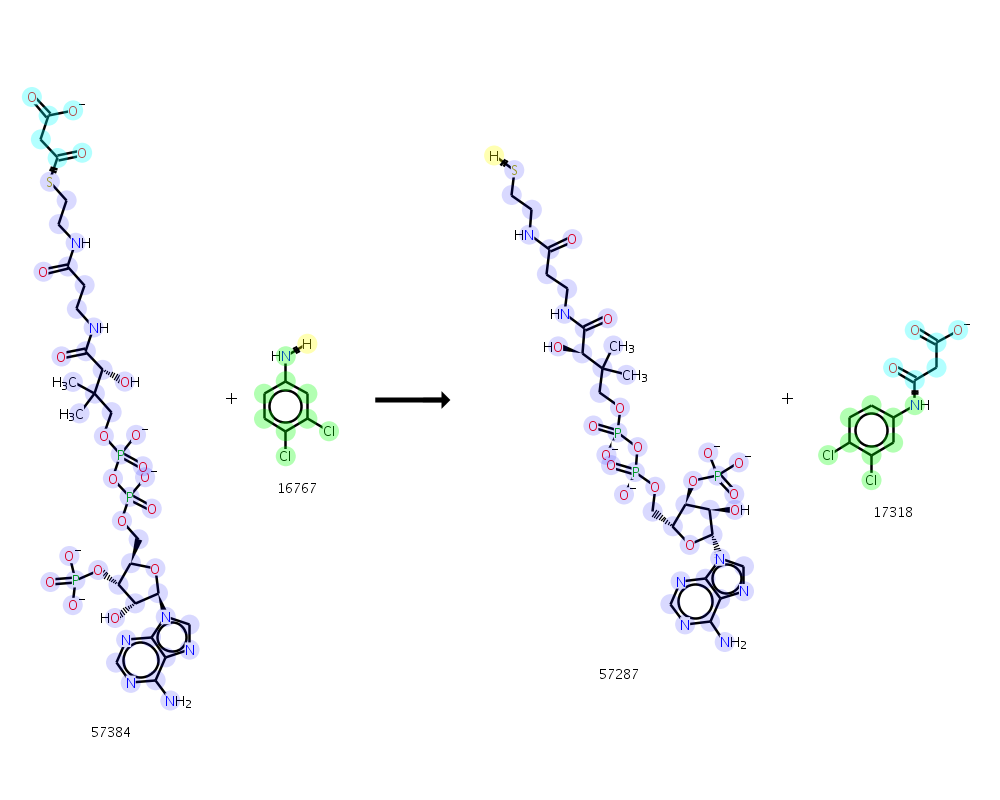 O
O⁻
O
S
NH
O
NH
O
OH
H₃C
H₃C
O
O⁻
P
O
O⁻
O
P
O
O
O⁻
O
P
O
O⁻
O
HO
N
N
N
N
NH₂
57384
+
H
HN
Cl
Cl
16767
H
S
HN
O
HN
O
HO
CH₃
CH₃
O
O
P
O
O⁻
O
P
O⁻
O
O⁻
P
O⁻
O
O
OH
O
N
N
N
N
NH₂
57287
+
O
O⁻
O
NH
Cl
Cl
17318